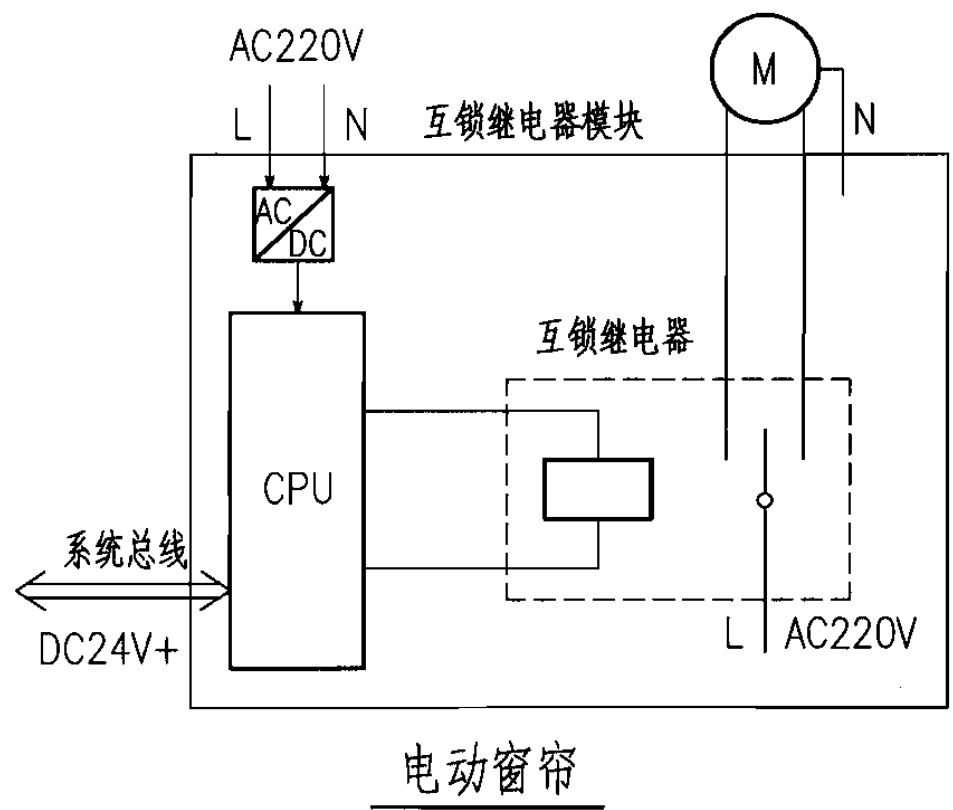 AC220V
L
N
互锁继电器模块
M
N
AC
DC
互锁继电器
CPU
系统总线
DC24V+
L
AC220V
电动窗帘